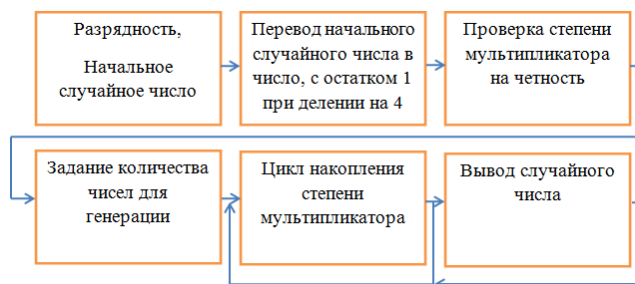 Разрядность,
Начальное
случайное число
Перевод начального
случайного числа в
число, с остатком 1
при делении на 4
Проверка степени
мультипликатора
на четность
Задание количества
чисел для
генерации
Цикл накопления
степени
мультипликатора
Вывод случайного
числа